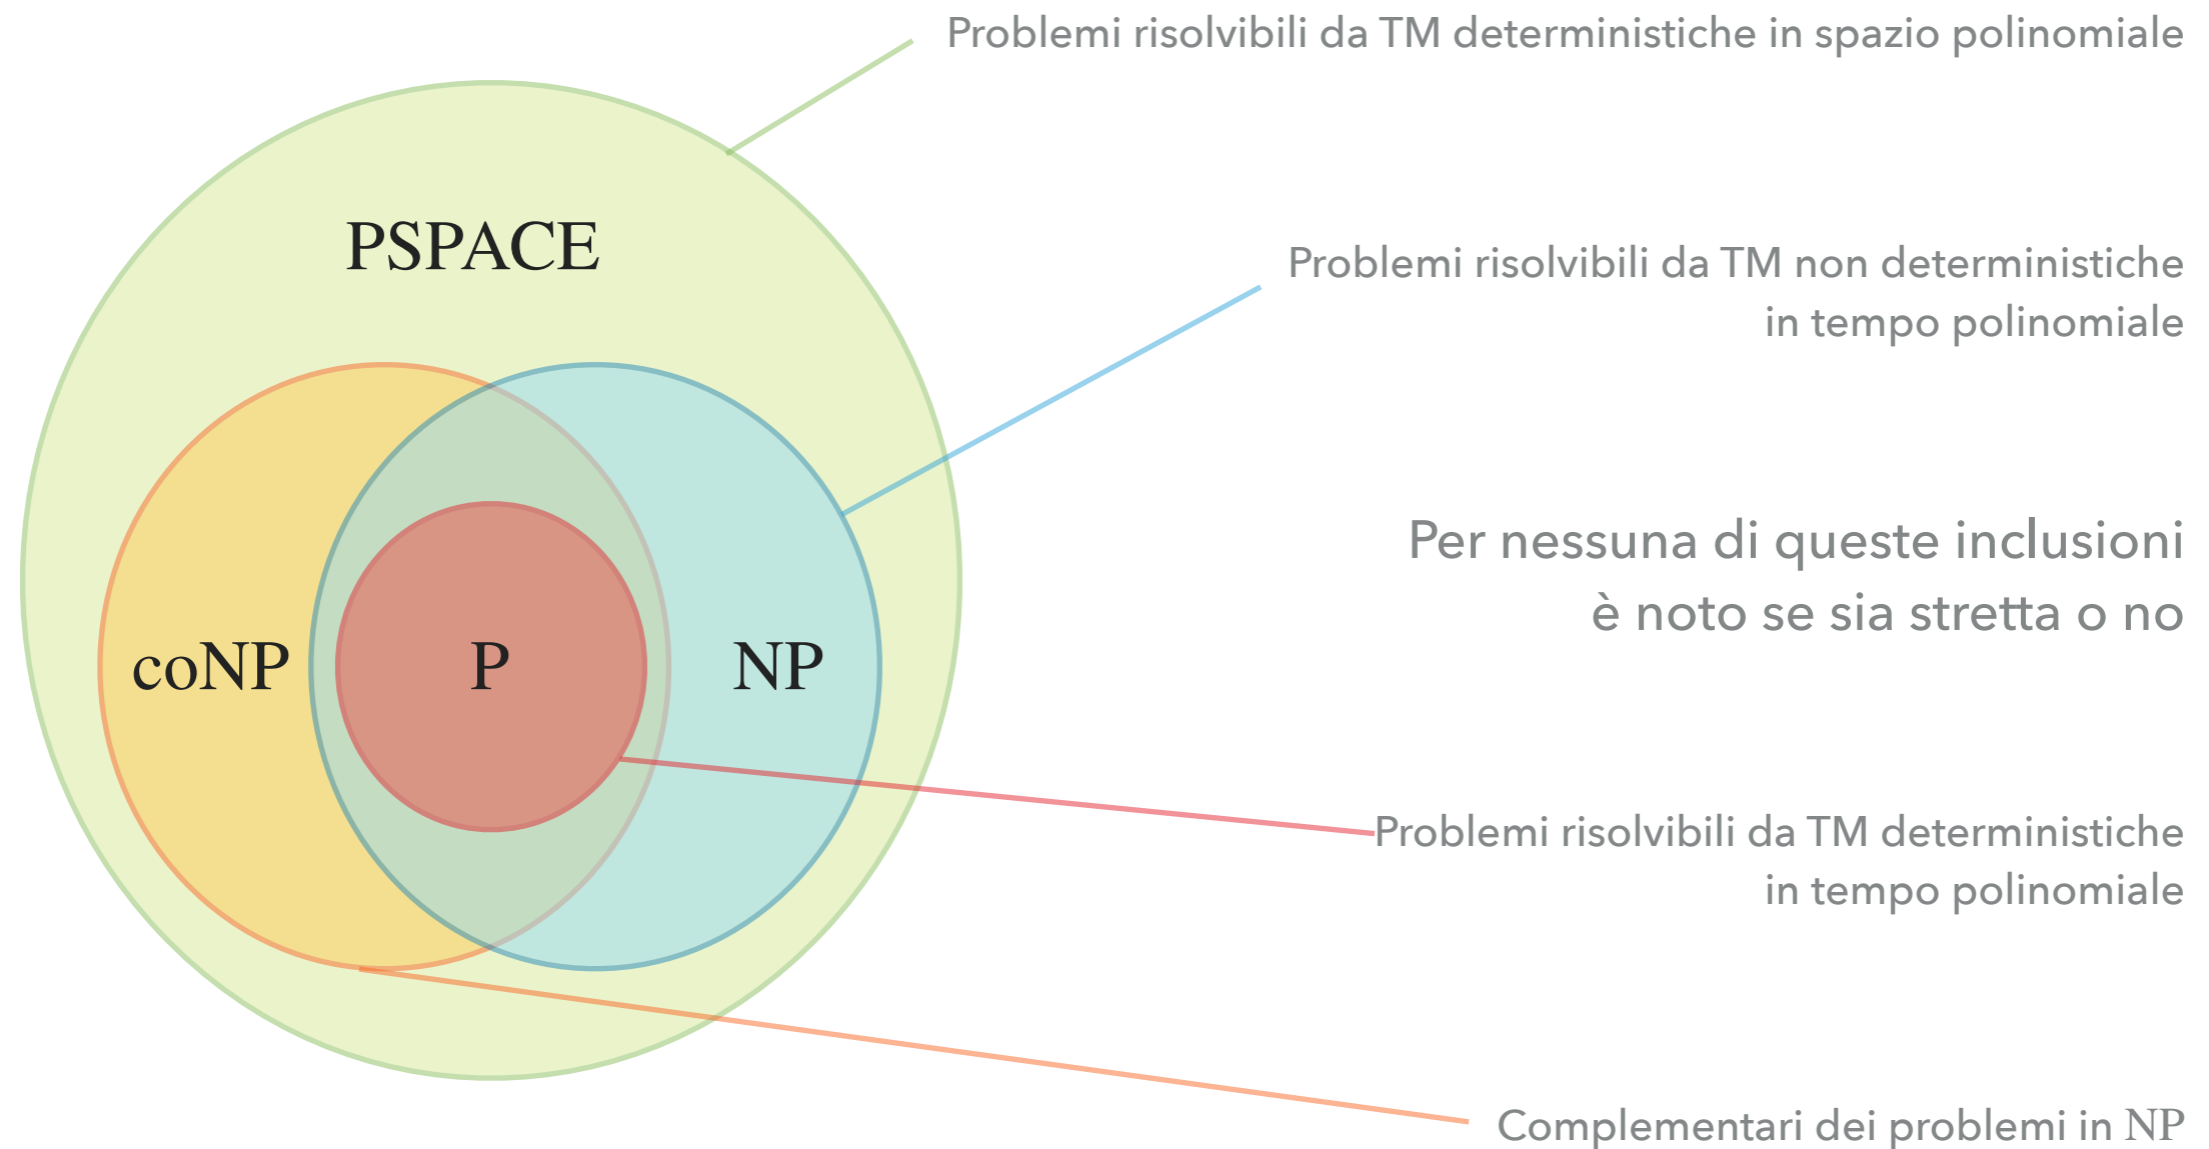 Problemi risolvibili da TM deterministiche in spazio polinomiale
PSPACE
Problemi risolvibili da TM non deterministiche
in tempo polinomiale
Per nessuna di queste inclusioni
è noto se sia stretta o no
coNP
P
NP
Problemi risolvibili da TM deterministiche
in tempo polinomiale
Complementari dei problemi in NP